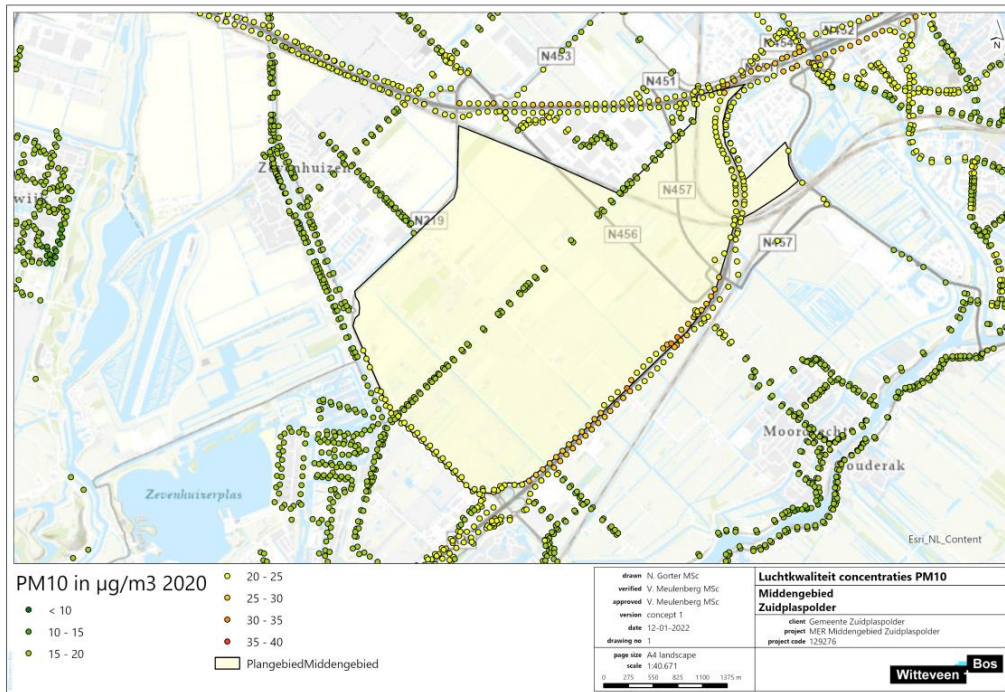 N432
N454
N453
N451
Zevenhuizen
N219
N457
N456
N457
Moordrecht
ouderak
Zevenhuizerplas
Esri_NL_Content
N
PM10 in µg/m3 2020
< 10
10 - 15
15 - 20
20 - 25
25 - 30
30 - 35
35 - 40
PlangebiedMiddengebied
drawn N. Gorter MSc
verified V. Meulenberg MSc
approved V. Meulenberg MSc
version concept 1
date 12-01-2022
drawing no 1
page size A4 landscape
scale 1:40.671
0 275 550 825 1100 1375 m
Luchtkwaliteit concentraties PM10
Middengebied
Zuidplaspolder
client Gemeente Zuidplaspolder
project MER Middengebied Zuidplaspolder
project code 129276
Witteveen + Bos